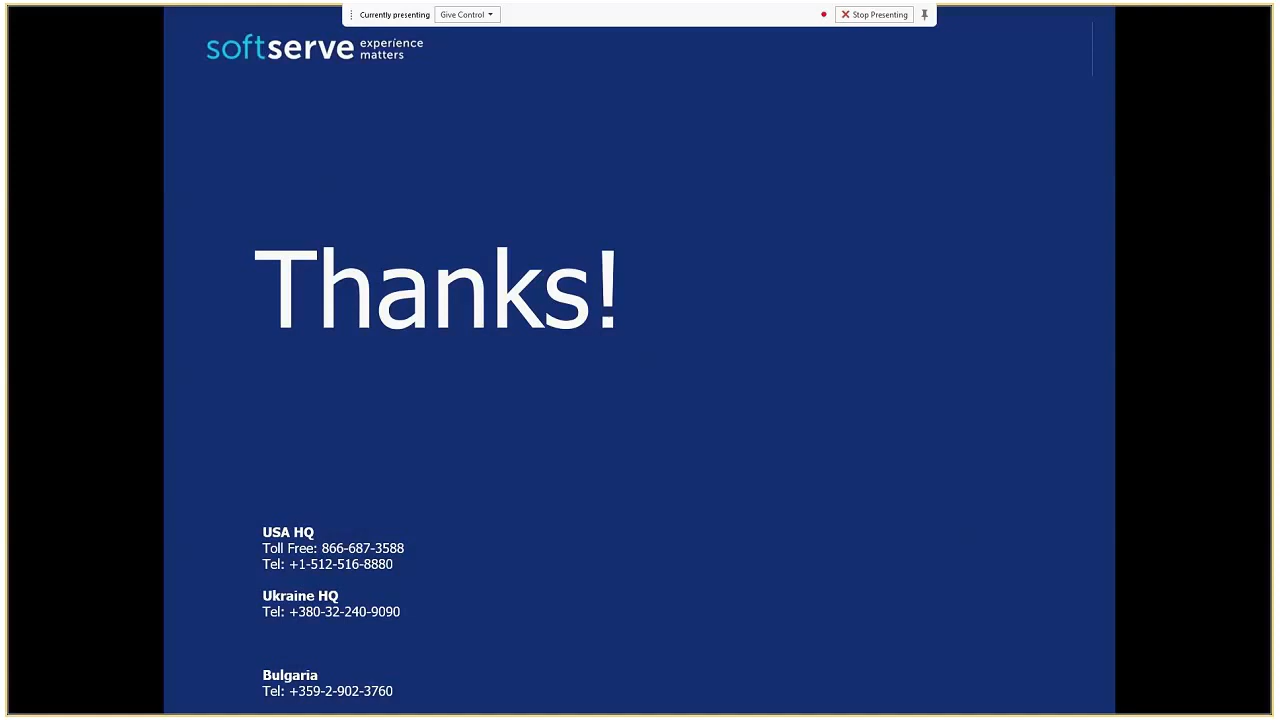 Currently presenting Give Control Stop Presenting
softserve experience
matters
Thanks!
USA HQ
Toll Free: 866-687-3588
Tel: +1-512-516-8880
Ukraine HQ
Tel: +380-32-240-9090
Bulgaria
Tel: +359-2-902-3760